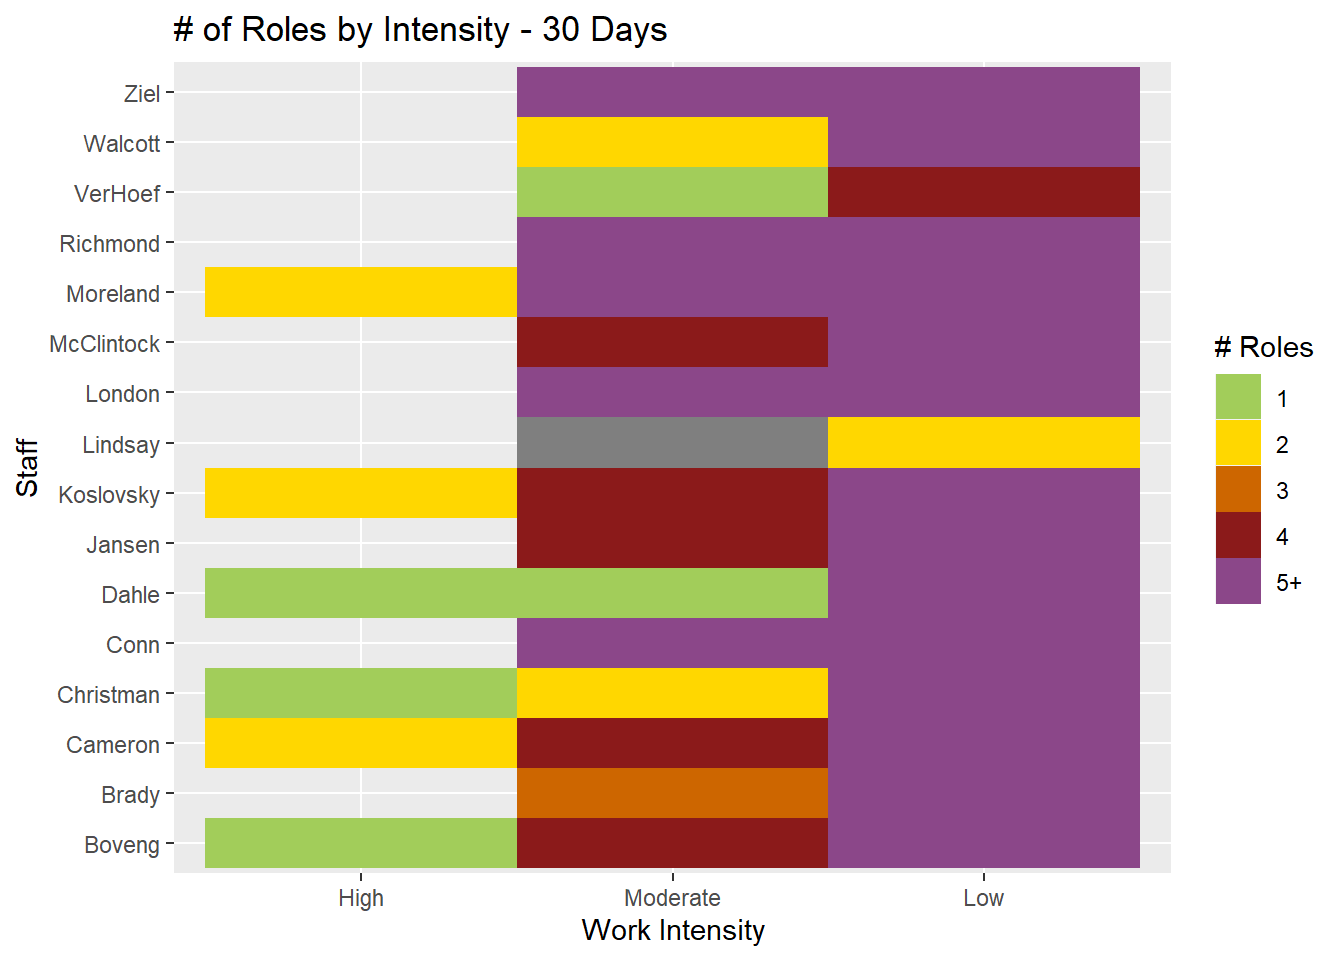 # of Roles by Intensity - 30 Days
Ziel
Walcott
VerHoef
Richmond
Moreland
McClintock
London
Lindsay
Koslovsky
Jansen
Dahle
Conn
Christman
Cameron
Brady
Boveng
Staff
High Moderate Low
Work Intensity
# Roles
1
2
3
4
5+